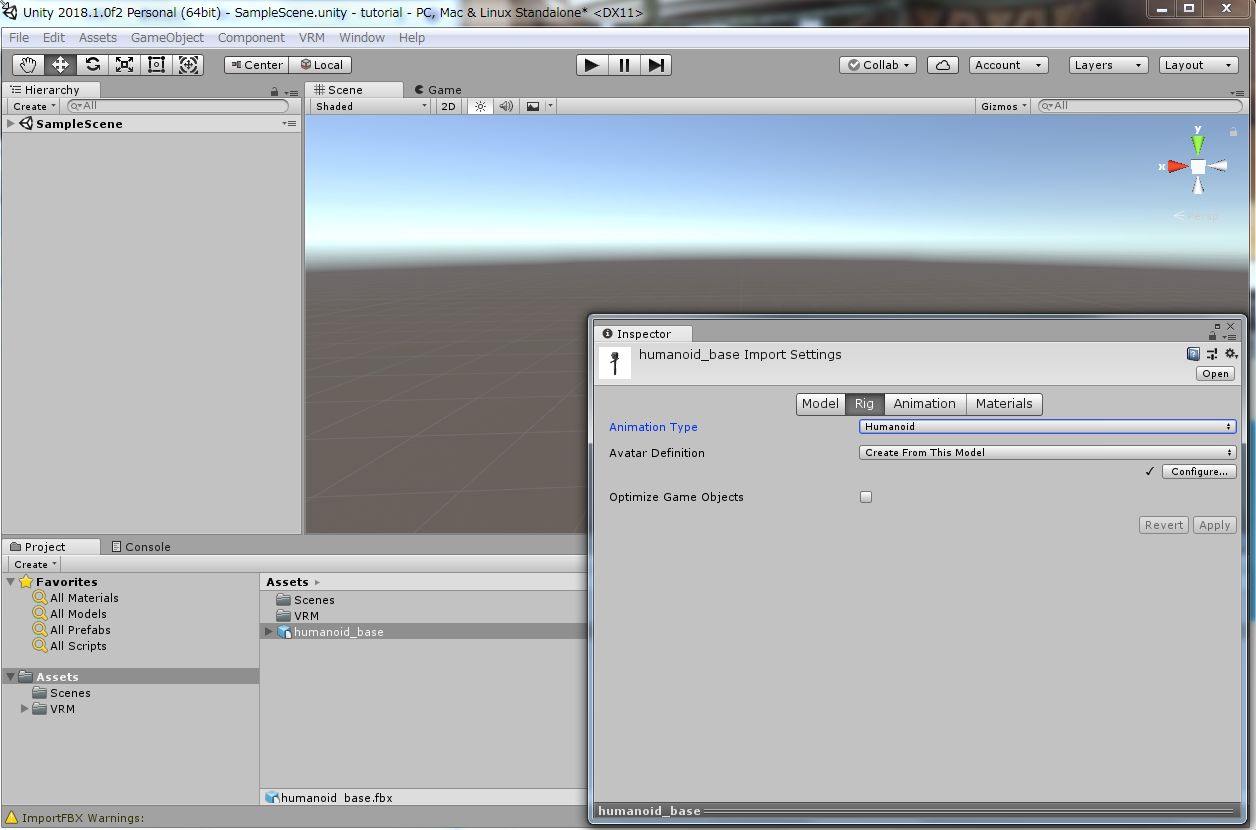 Unity 2018.1.0f2 Personal (64bit) - SampleScene.unity - tutorial - PC, Mac & Linux Standalone* <DX11>
File Edit Assets GameObject Component VRM Window Help
Center Local Collab Account Layers Layout
Hierarchy
Create All
SampleScene
Scene Game
Shaded 2D Gizmos All
y
x
Persp
Inspector
humanoid_base Import Settings
Open
Model Rig Animation Materials
Animation Type Humanoid
Avatar Definition Create From This Model
✓ Configure...
Optimize Game Objects
Revert Apply
humanoid_base
Project Console
Create
Favorites
All Materials
All Models
All Prefabs
All Scripts
Assets
Scenes
VRM
Assets
Scenes
VRM
humanoid_base
humanoid_base.fbx
ImportFBX Warnings: